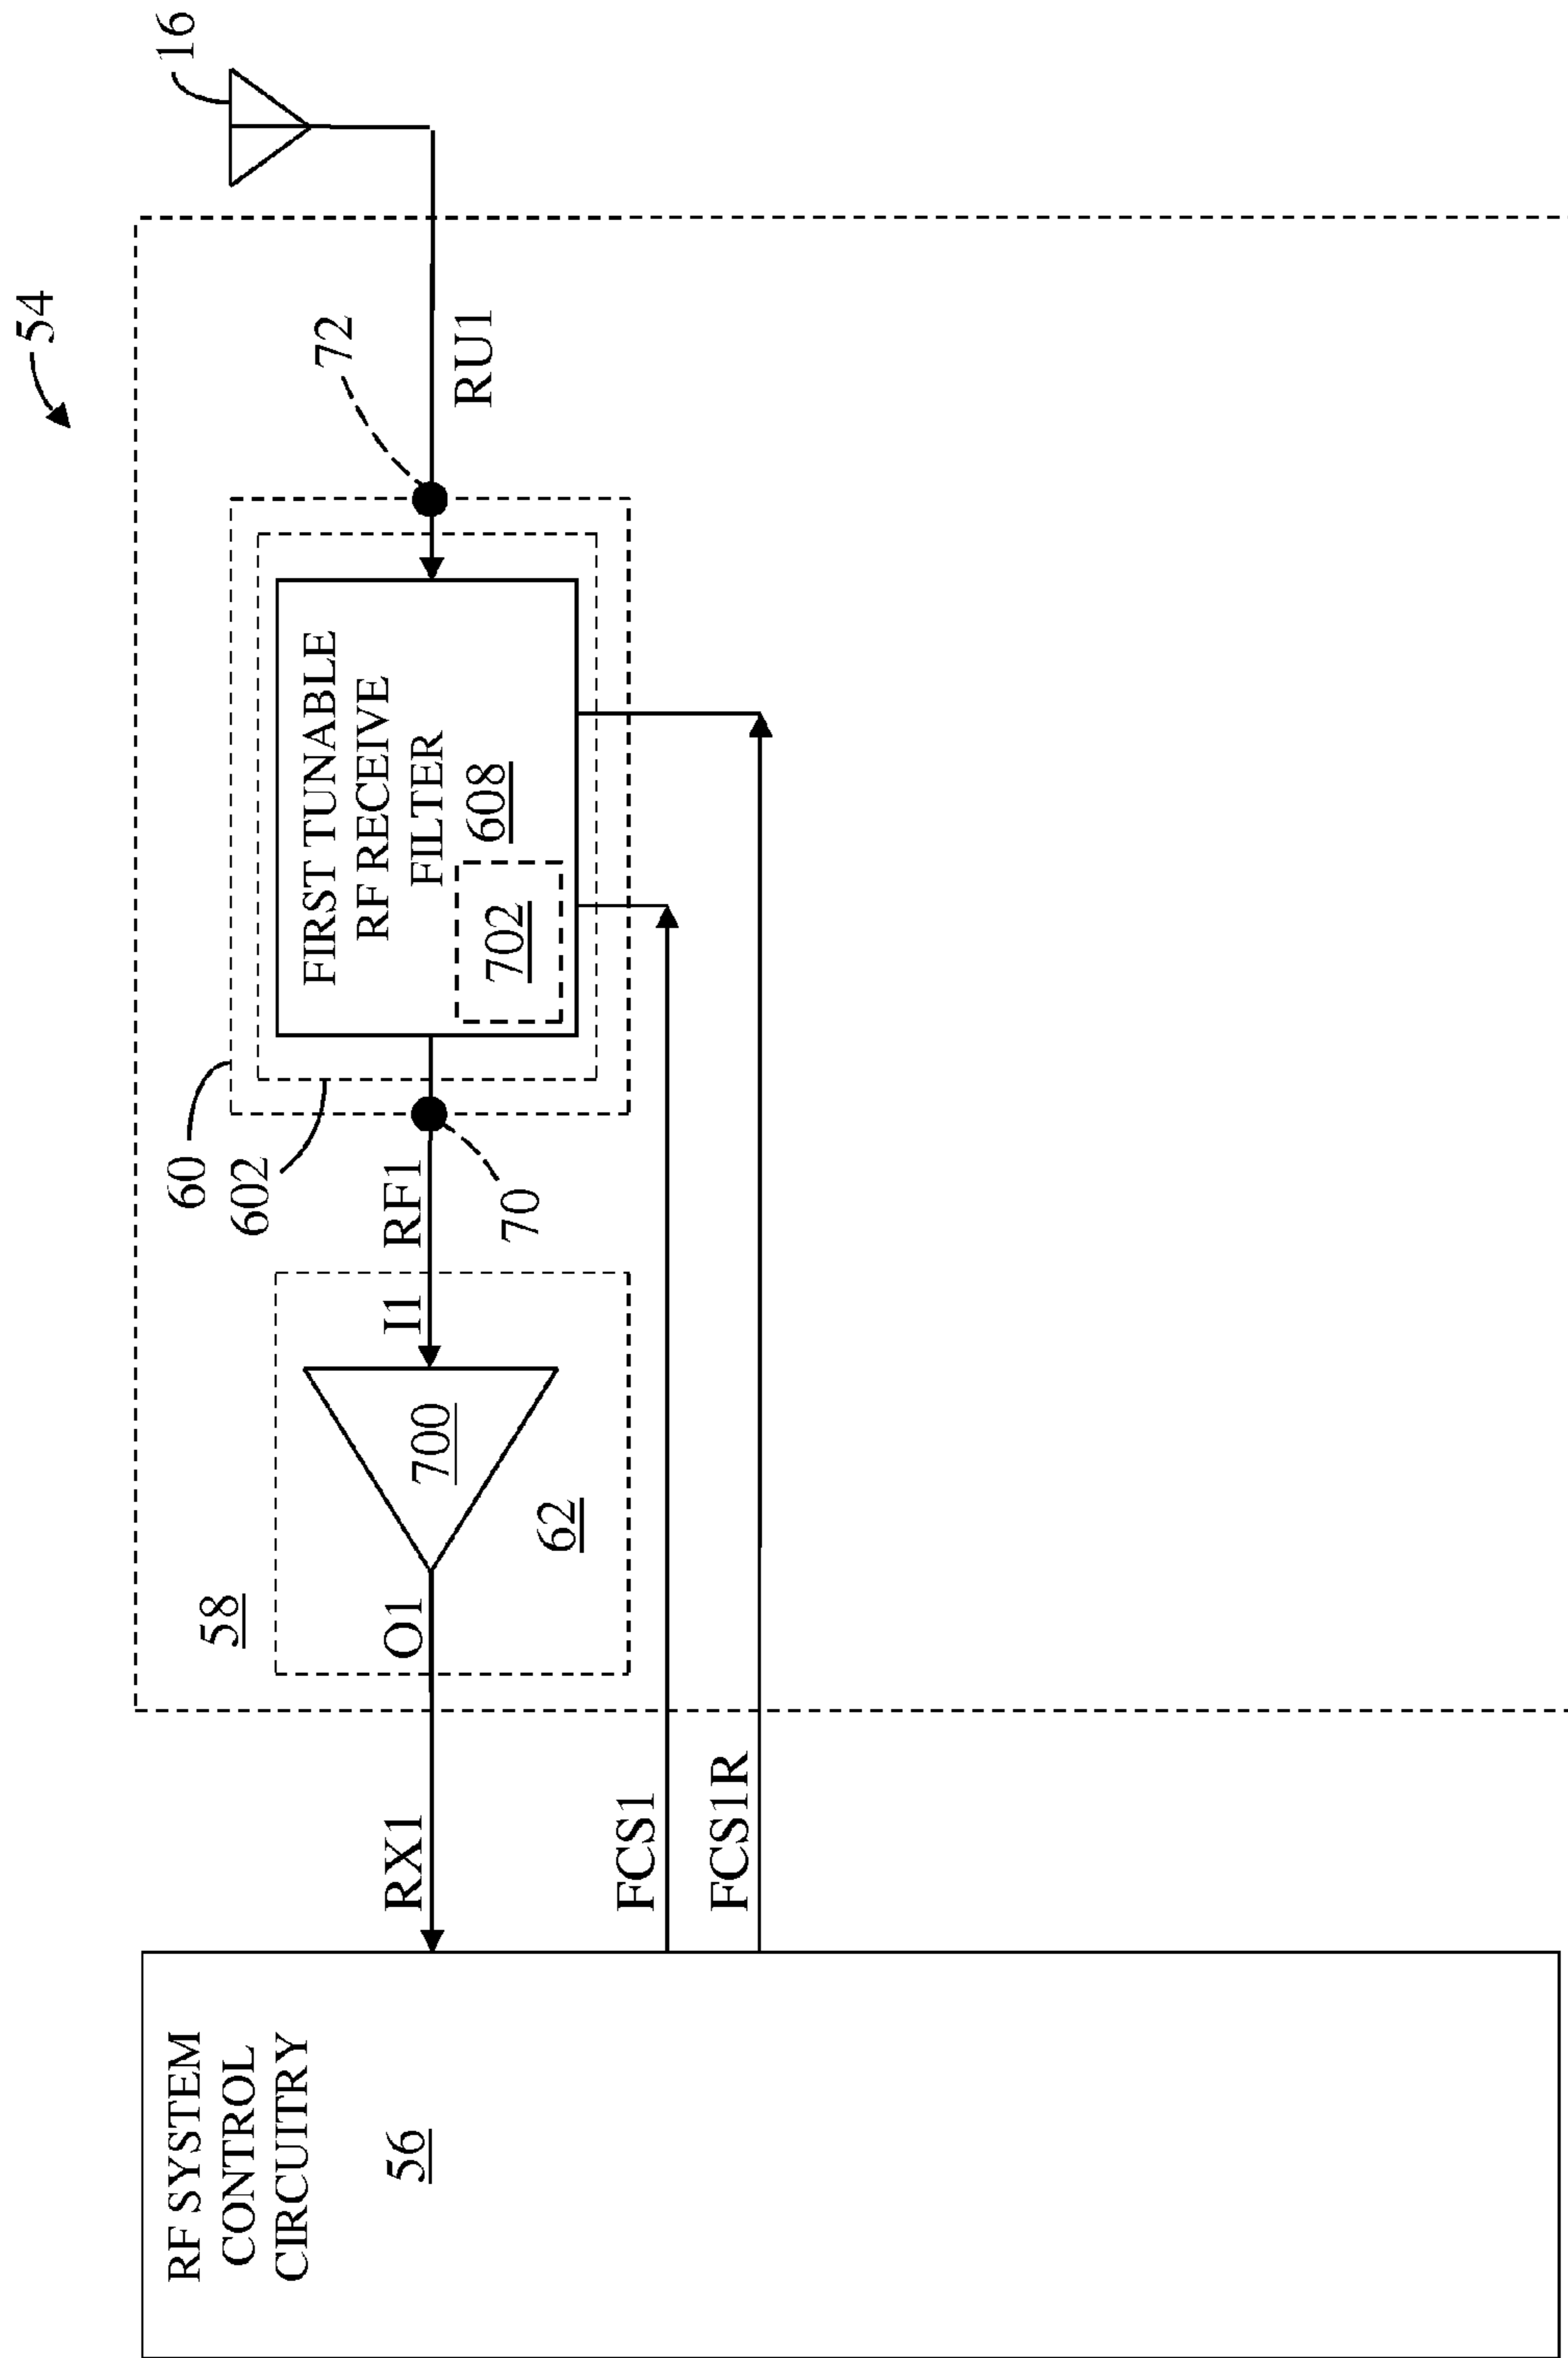 54
16
72
RU1
FIRST TUNABLE
RF RECEIVE
FILTER
608
702
60
602
70
RF1
I1
700
62
O1
58
RX1
FCS1
FCS1R
RF SYSTEM
CONTROL
CIRCUITRY
56